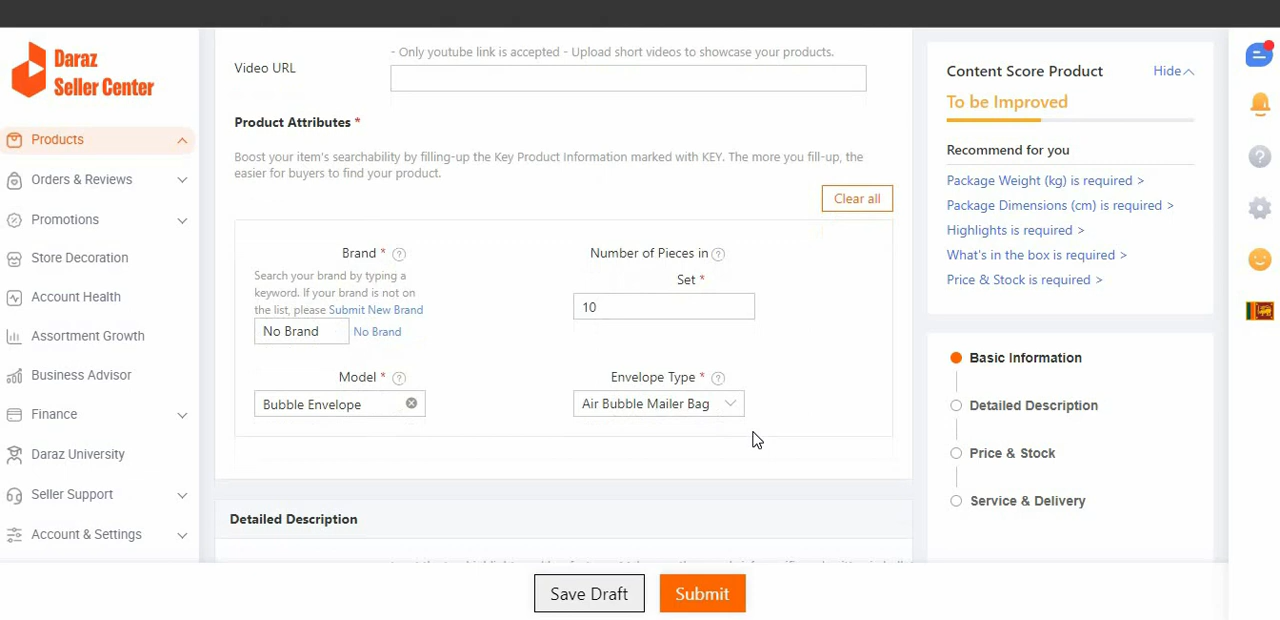 Daraz
Seller Center
Products
Orders & Reviews
Promotions
Store Decoration
Account Health
Assortment Growth
Business Advisor
Finance
Daraz University
Seller Support
Account & Settings
- Only youtube link is accepted - Upload short videos to showcase your products.
Video URL
Product Attributes *
Boost your item's searchability by filling-up the Key Product Information marked with KEY. The more you fill-up, the
easier for buyers to find your product.
Clear all
Brand * ?
Search your brand by typing a
keyword. If your brand is not on
the list, please Submit New Brand
No Brand No Brand
Number of Pieces in ?
Set *
10
Model * ?
Bubble Envelope
Envelope Type * ?
Air Bubble Mailer Bag
Detailed Description
Save Draft
Submit
Content Score Product
Hide
To be Improved
Recommend for you
Package Weight (kg) is required >
Package Dimensions (cm) is required >
Highlights is required >
What's in the box is required >
Price & Stock is required >
Basic Information
Detailed Description
Price & Stock
Service & Delivery
?